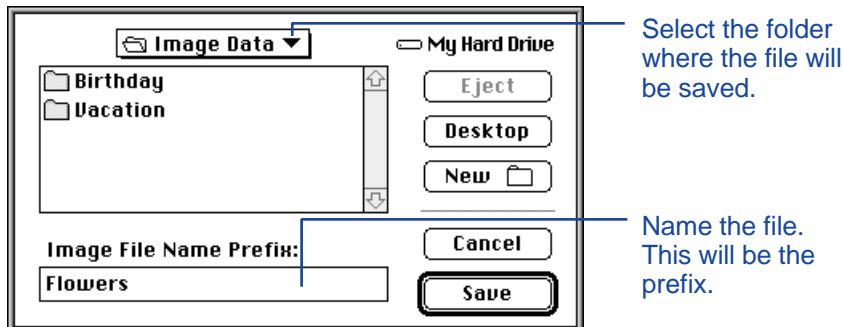 Image Data
My Hard Drive
Select the folder
where the file will
be saved.
Birthday
Vacation
Eject
Desktop
New
Name the file.
This will be the
prefix.
Image File Name Prefix:
Flowers
Cancel
Save